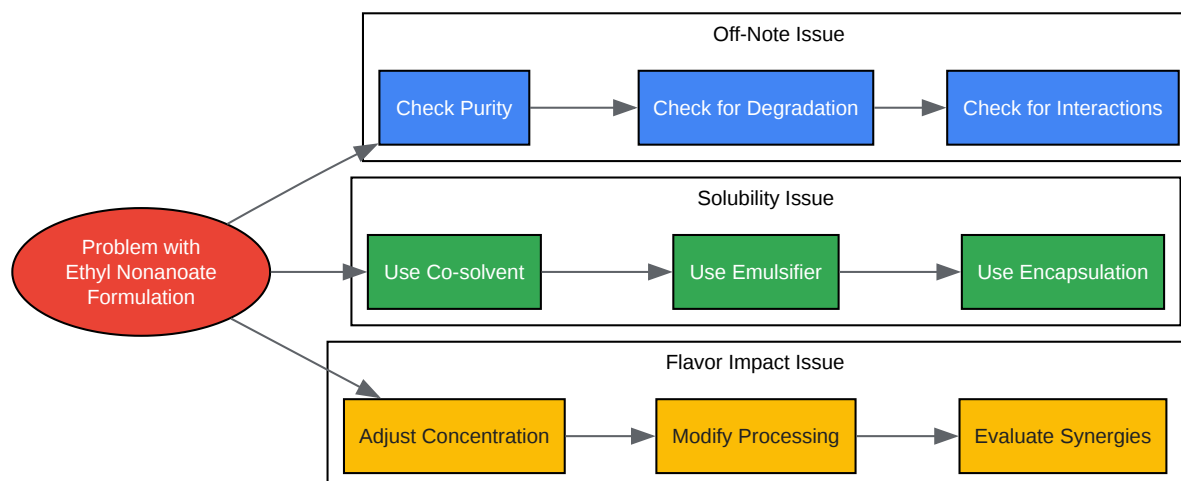 Off-Note Issue
Check Purity
Check for Degradation
Check for Interactions
Problem with
Ethyl Nonanoate
Formulation
Solubility Issue
Use Co-solvent
Use Emulsifier
Use Encapsulation
Flavor Impact Issue
Adjust Concentration
Modify Processing
Evaluate Synergies